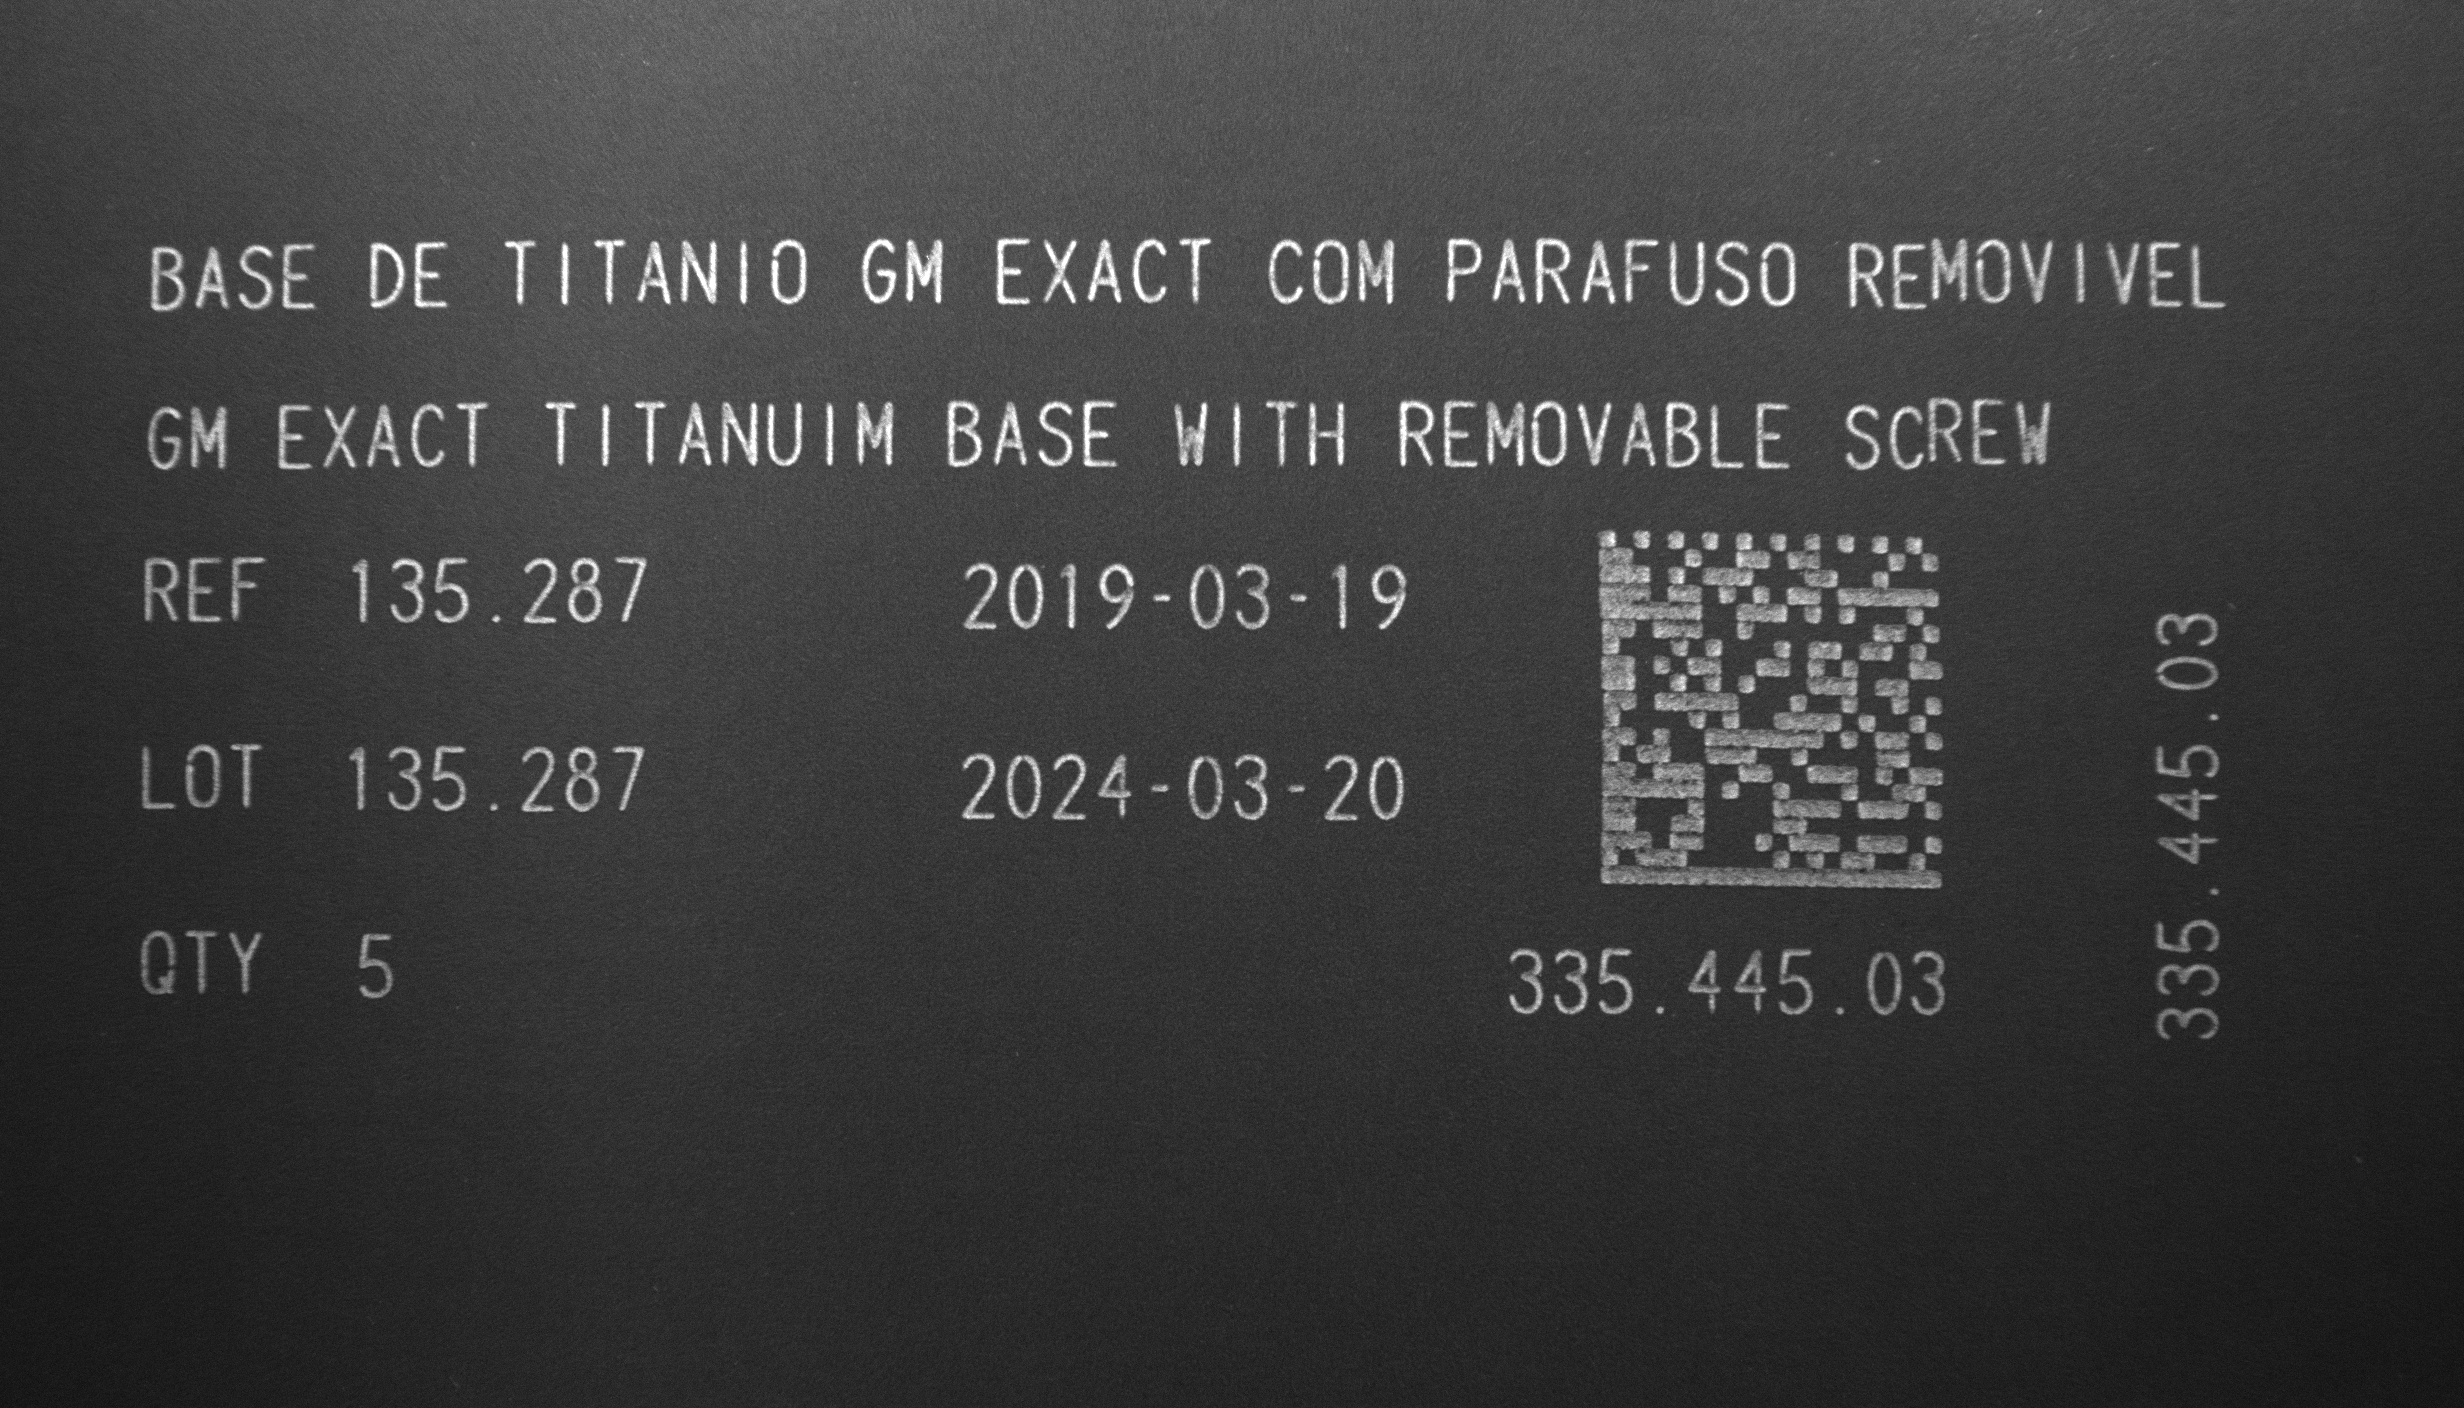 BASE DE TITANIO GM EXACT COM PARAFUSO REMOVIVEL
GM EXACT TITANUIM BASE WITH REMOVABLE SCREW
REF 135.287 2019-03-19
LOT 135.287 2024-03-20
QTY 5
335.445.03
335.445.03